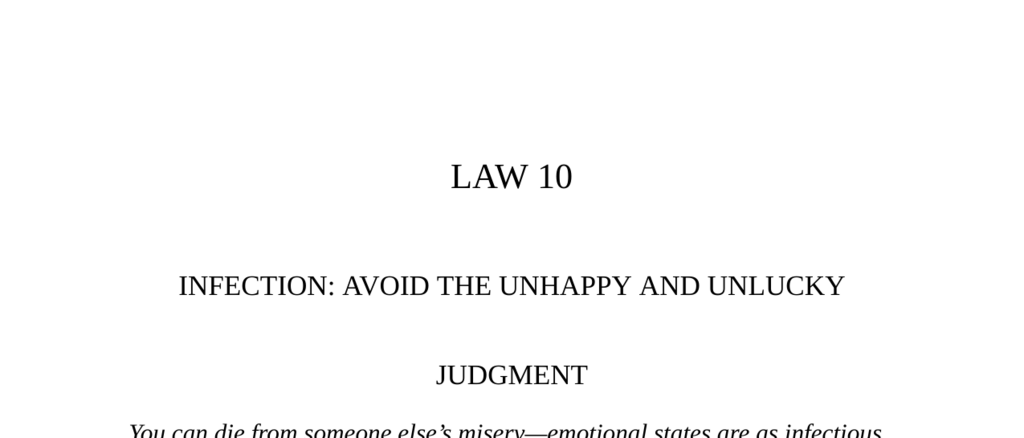 LAW 10
INFECTION: AVOID THE UNHAPPY AND UNLUCKY
JUDGMENT
You can die from someone else’s misery—emotional states are as infectious